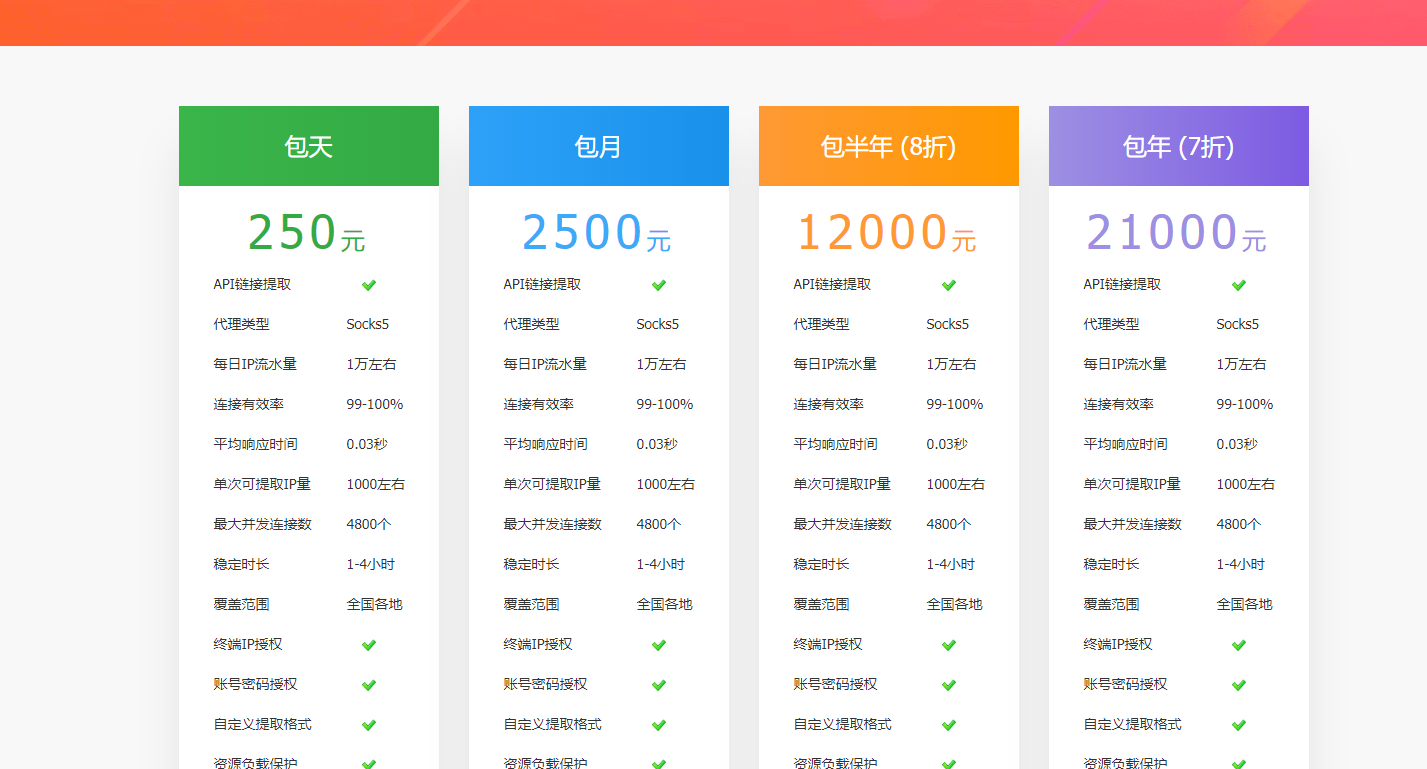 包天
250元
API链接提取
代理类型 Socks5
每日IP流水量 1万左右
连接有效率 99-100%
平均响应时间 0.03秒
单次可提取IP量 1000左右
最大并发连接数 4800个
稳定时长 1-4小时
覆盖范围 全国各地
终端IP授权
账号密码授权
自定义提取格式
资源负载保护
包月
2500元
API链接提取
代理类型 Socks5
每日IP流水量 1万左右
连接有效率 99-100%
平均响应时间 0.03秒
单次可提取IP量 1000左右
最大并发连接数 4800个
稳定时长 1-4小时
覆盖范围 全国各地
终端IP授权
账号密码授权
自定义提取格式
资源负载保护
包半年 (8折)
12000元
API链接提取
代理类型 Socks5
每日IP流水量 1万左右
连接有效率 99-100%
平均响应时间 0.03秒
单次可提取IP量 1000左右
最大并发连接数 4800个
稳定时长 1-4小时
覆盖范围 全国各地
终端IP授权
账号密码授权
自定义提取格式
资源负载保护
包年 (7折)
21000元
API链接提取
代理类型 Socks5
每日IP流水量 1万左右
连接有效率 99-100%
平均响应时间 0.03秒
单次可提取IP量 1000左右
最大并发连接数 4800个
稳定时长 1-4小时
覆盖范围 全国各地
终端IP授权
账号密码授权
自定义提取格式
资源负载保护